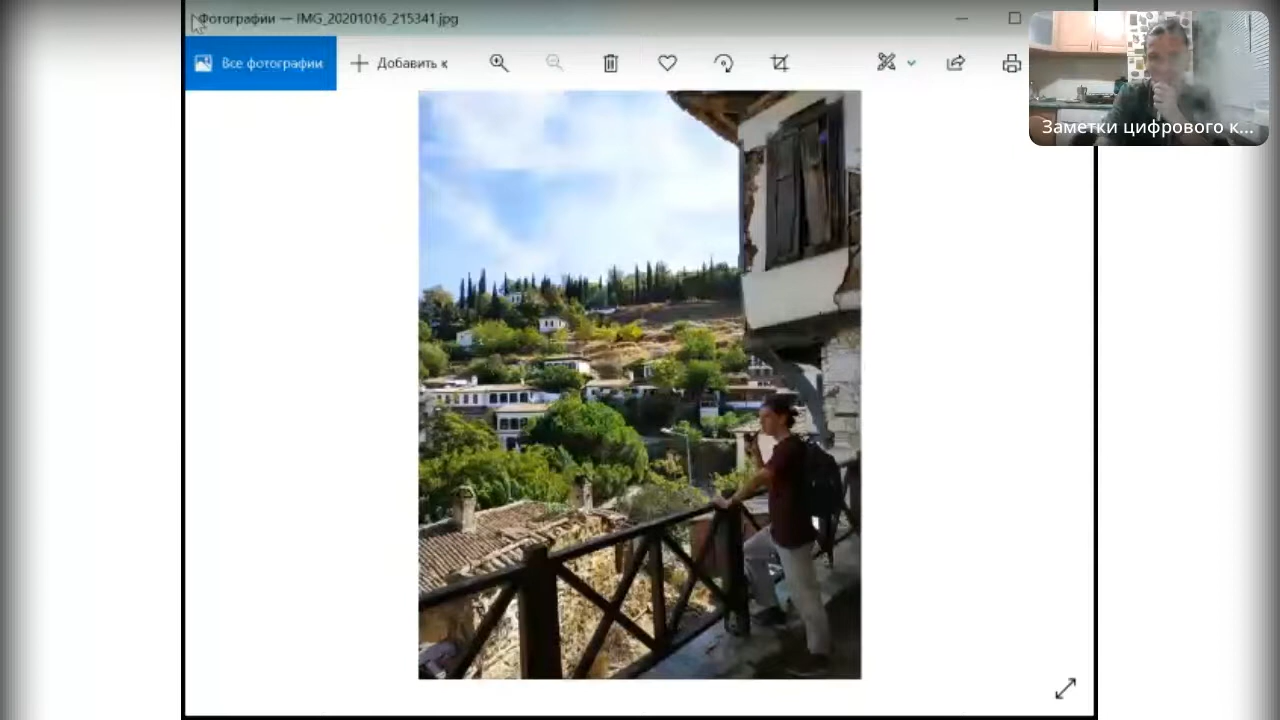 Фотографии — IMG_20201016_215341.jpg
Все фотографии
Добавить к
Заметки цифрового к...